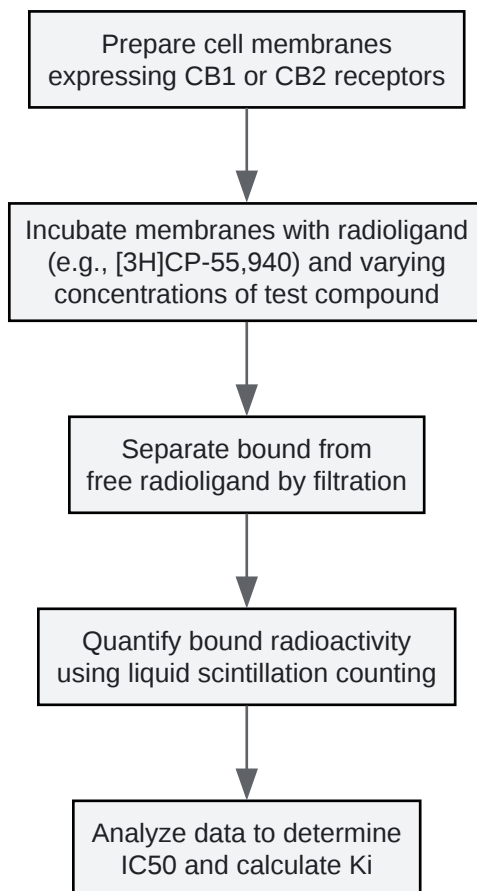 Prepare cell membranes
expressing CB1 or CB2 receptors
Incubate membranes with radioligand
(e.g., [3H]CP-55,940) and varying
concentrations of test compound
Separate bound from
free radioligand by filtration
Quantify bound radioactivity
using liquid scintillation counting
Analyze data to determine
IC50 and calculate Ki